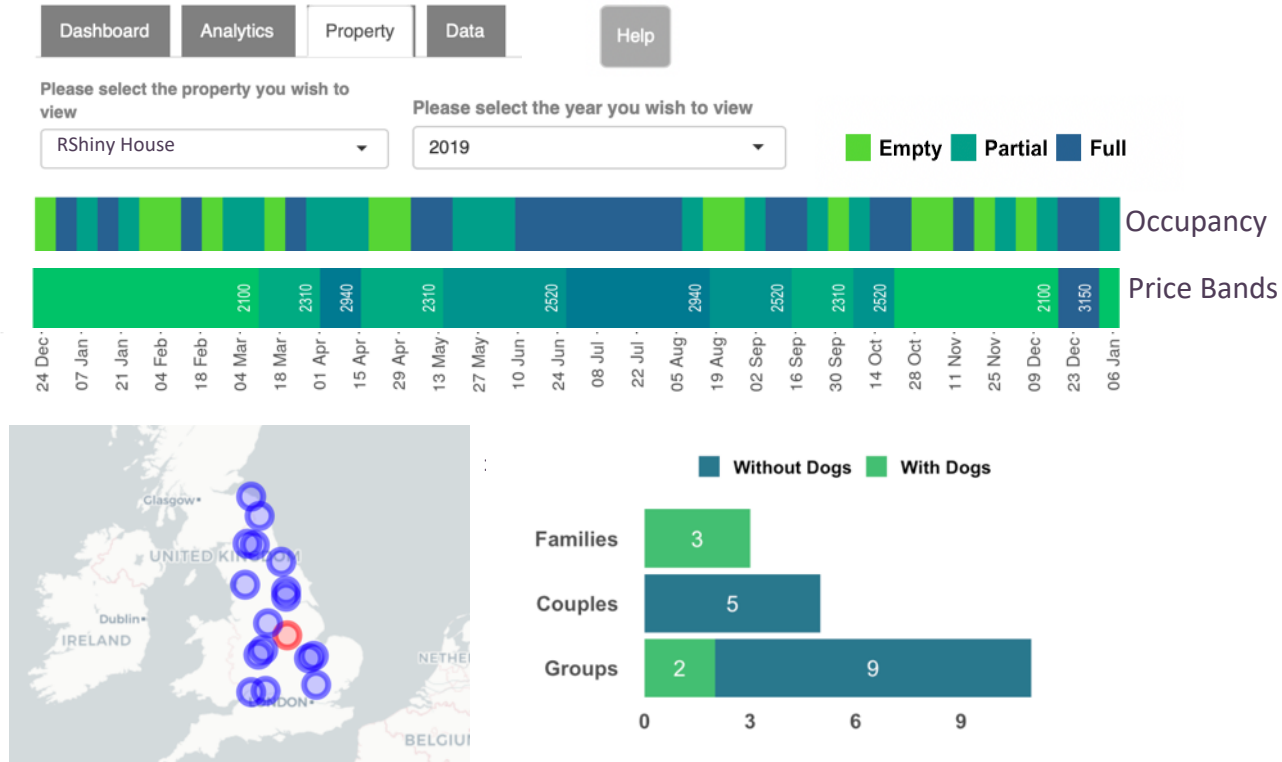 Dashboard
Analytics
Property
Data
Help
Please select the property you wish to
view
RShiny House
Please select the year you wish to view
2019
Empty
Partial
Full
Occupancy
2100
2310
2940
2310
2520
2940
2520
2310
2520
2100
3150
Price Bands
24 Dec
07 Jan
21 Jan
04 Feb
18 Feb
04 Mar
18 Mar
01 Apr
15 Apr
29 Apr
13 May
27 May
10 Jun
24 Jun
08 Jul
22 Jul
05 Aug
19 Aug
02 Sep
16 Sep
30 Sep
14 Oct
28 Oct
11 Nov
25 Nov
09 Dec
23 Dec
06 Jan
Glasgow
UNITED KINGDOM
Dublin
IRELAND
NETHE
LONDON
BELGIU
:
Without Dogs
With Dogs
Families
3
Couples
5
Groups
2
9
0
3
6
9